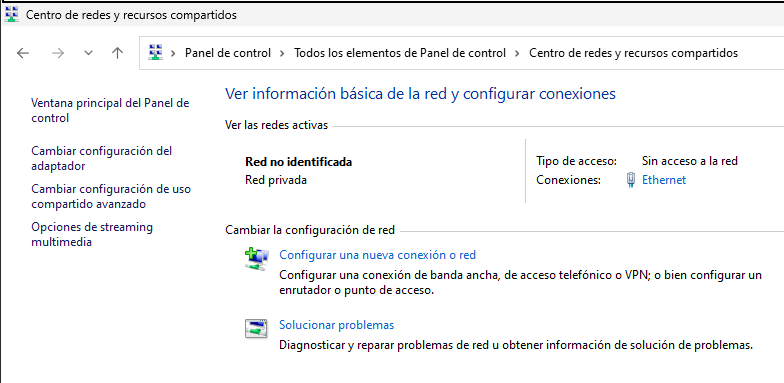 Centro de redes y recursos compartidos
Panel de control
Todos los elementos de Panel de control
Centro de redes y recursos compartidos
Ventana principal del Panel de
control
Cambiar configuración del
adaptador
Cambiar configuración de uso
compartido avanzado
Opciones de streaming
multimedia
Ver información básica de la red y configurar conexiones
Ver las redes activas
Red no identificada
Red privada
Tipo de acceso: Sin acceso a la red
Conexiones: Ethernet
Cambiar la configuración de red
Configurar una nueva conexión o red
Configurar una conexión de banda ancha, de acceso telefónico o VPN; o bien configurar un
enrutador o punto de acceso.
Solucionar problemas
Diagnosticar y reparar problemas de red u obtener información de solución de problemas.